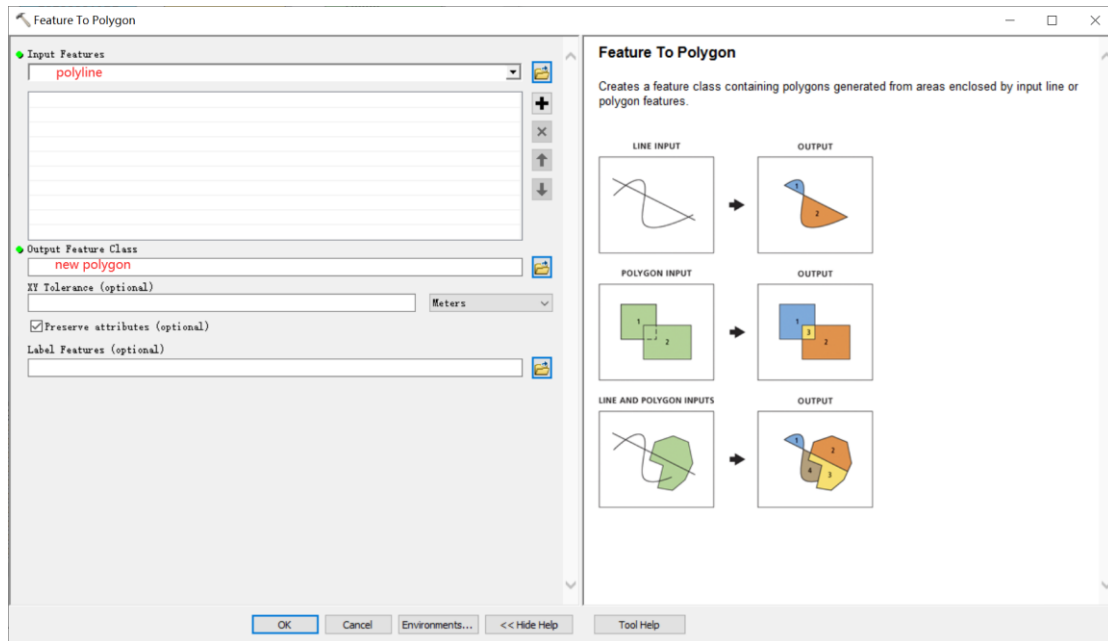 Feature To Polygon
Input Features
polyline
Output Feature Class
new polygon
XY Tolerance (optional)
Meters
Preserve attributes (optional)
Label Features (optional)
Feature To Polygon
Creates a feature class containing polygons generated from areas enclosed by input line or
polygon features.
LINE INPUT
OUTPUT
1
2
POLYGON INPUT
OUTPUT
1
2
1
3
2
LINE AND POLYGON INPUTS
OUTPUT
1
2
4
3
OK
Cancel
Environments...
<< Hide Help
Tool Help